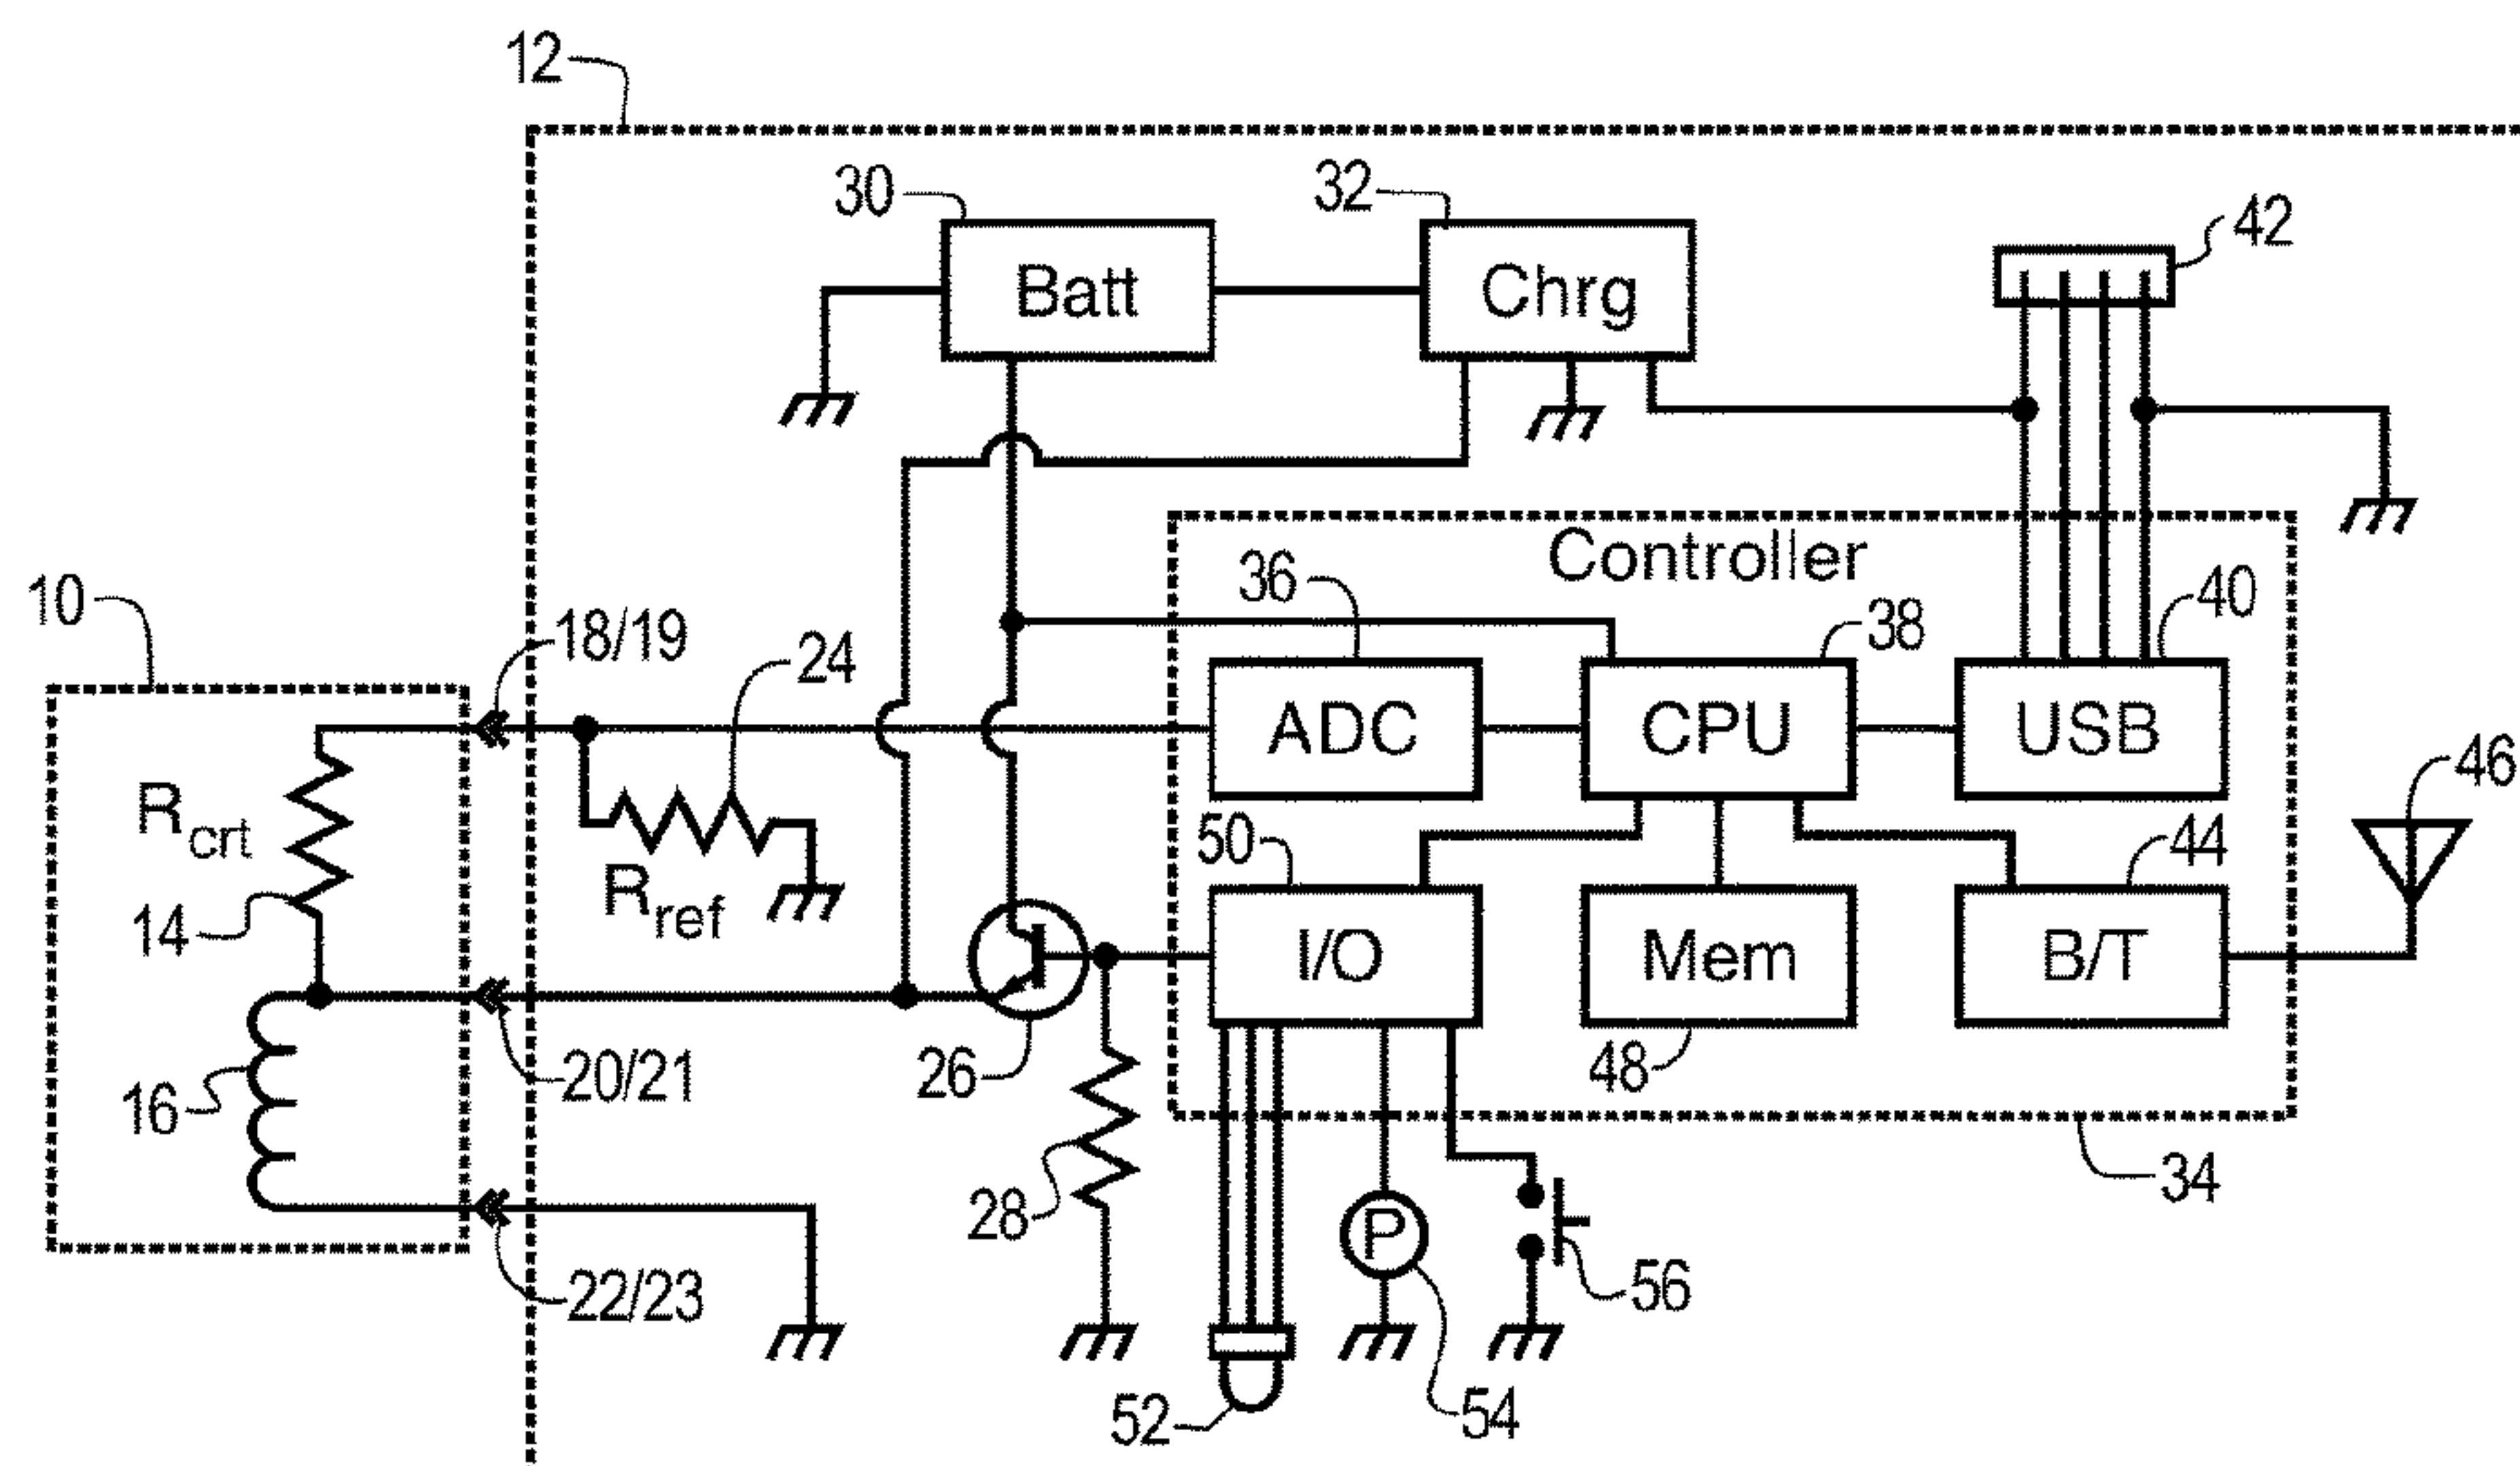 12
30
32
42
Batt
Chrg
Controller
10
18/19
24
36
38
40
ADC
CPU
USB
46
Rcrt
Rref
50
44
14
I/O
Mem
B/T
16
20/21
26
48
28
34
22/23
P
56
52
54